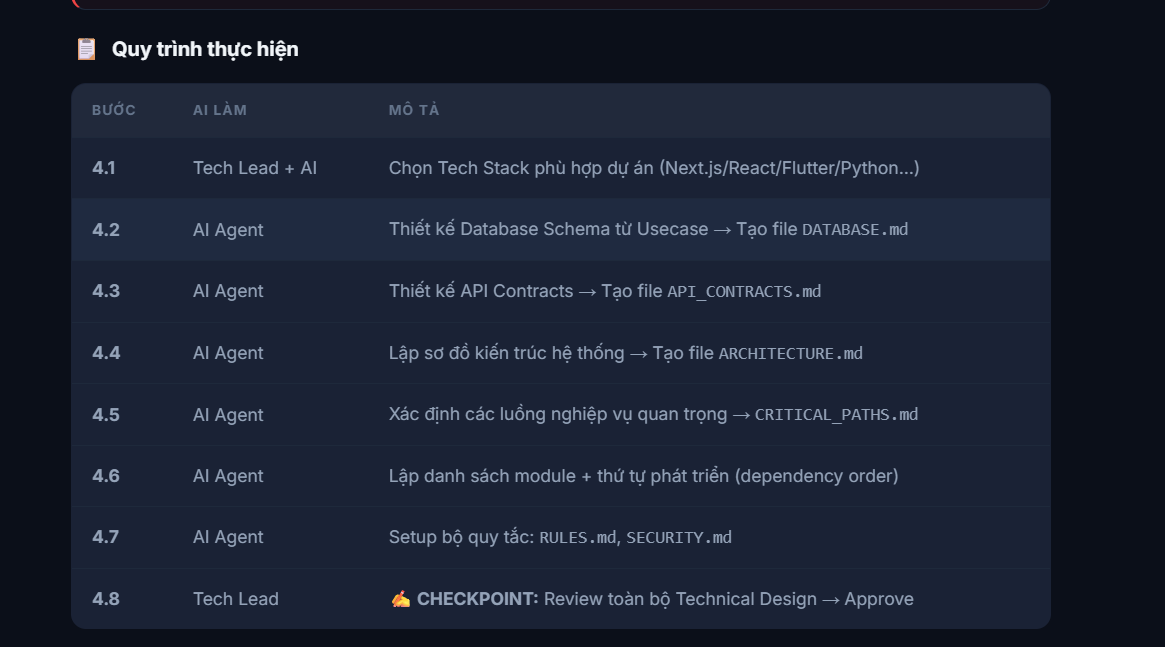 📋 Quy trình thực hiện
BƯỚC AI LÀM MÔ TẢ
4.1 Tech Lead + AI Chọn Tech Stack phù hợp dự án (Next.js/React/Flutter/Python...)
4.2 AI Agent Thiết kế Database Schema từ Usecase → Tạo file DATABASE.md
4.3 AI Agent Thiết kế API Contracts → Tạo file API_CONTRACTS.md
4.4 AI Agent Lập sơ đồ kiến trúc hệ thống → Tạo file ARCHITECTURE.md
4.5 AI Agent Xác định các luồng nghiệp vụ quan trọng → CRITICAL_PATHS.md
4.6 AI Agent Lập danh sách module + thứ tự phát triển (dependency order)
4.7 AI Agent Setup bộ quy tắc: RULES.md, SECURITY.md
4.8 Tech Lead ✍️ CHECKPOINT: Review toàn bộ Technical Design → Approve